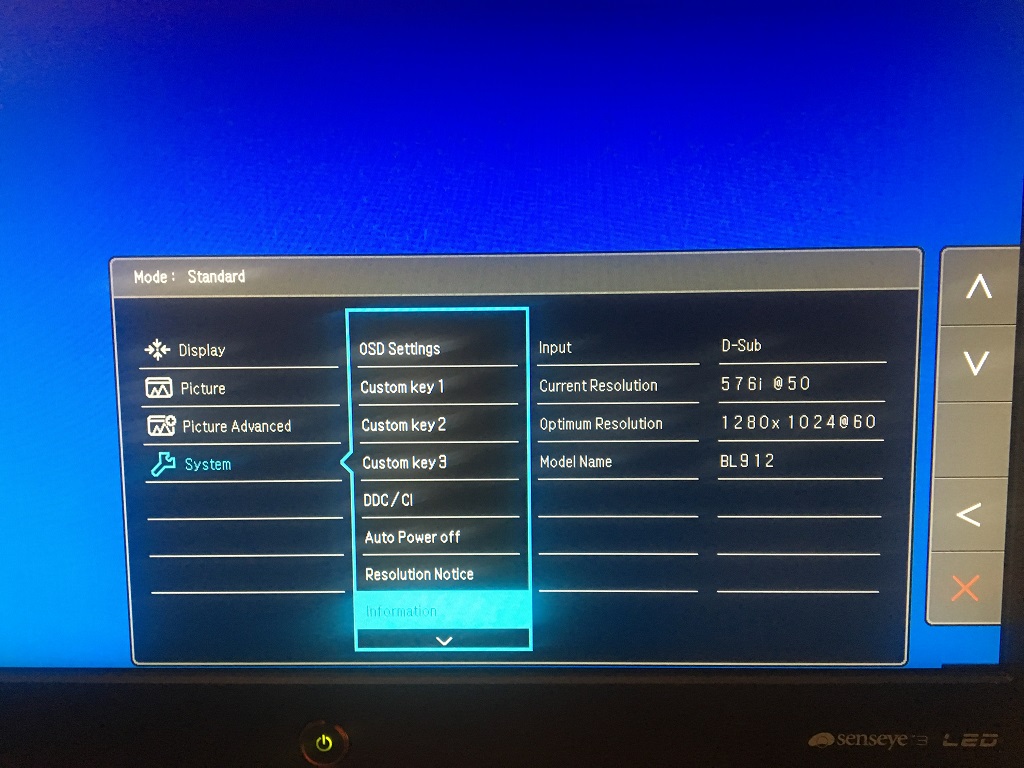 Mode: Standard
Display
Picture
Picture Advanced
System
OSD Settings
Custom key 1
Custom key 2
Custom key 3
DDC/CI
Auto Power off
Resolution Notice
Information
Input D-Sub
Current Resolution 576i @50
Optimum Resolution 1280x1024@60
Model Name BL912
senseye 3 LED